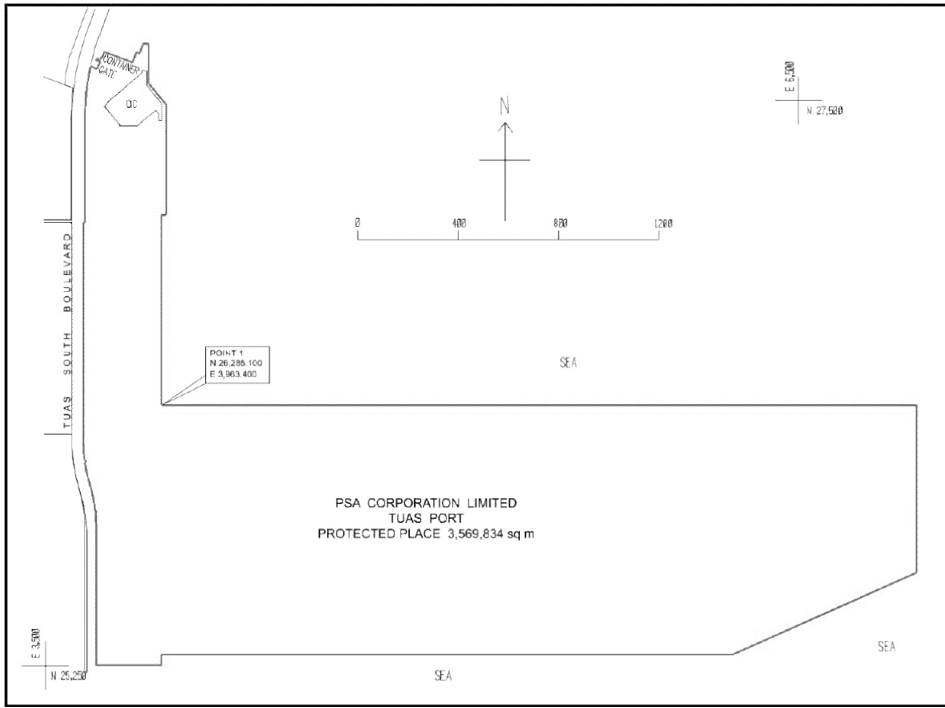 CONTAINER
GATE
DC
E 6,500
N 27,500
N
0 400 800 1200
TUAS SOUTH BOULEVARD
POINT 1
N 26,285.100
E 3,963.400
SEA
PSA CORPORATION LIMITED
TUAS PORT
PROTECTED PLACE 3,569,834 sq m
E 3,500
N 25,250
SEA
SEA